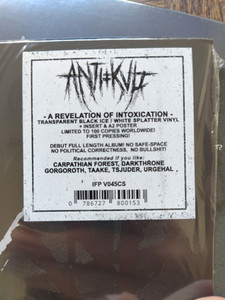 ANTI+KVLT
- A REVELATION OF INTOXICATION -
TRANSPARENT BLACK ICE / WHITE SPLATTER VINYL
+ INSERT & A2 POSTER
LIMITED TO 100 COPIES WORLDWIDE!
FIRST PRESSING!
DEBUT FULL LENGTH ALBUM! NO SAFE-SPACE
NO POLITICAL CORRECTNESS, NO BULLSHIT!
Recommended if you like:
CARPATHIAN FOREST, DARKTHRONE
GORGOROTH, TAAKE, TSJUDER, URGEHAL ,
IFP V045CS
0 786727 800153